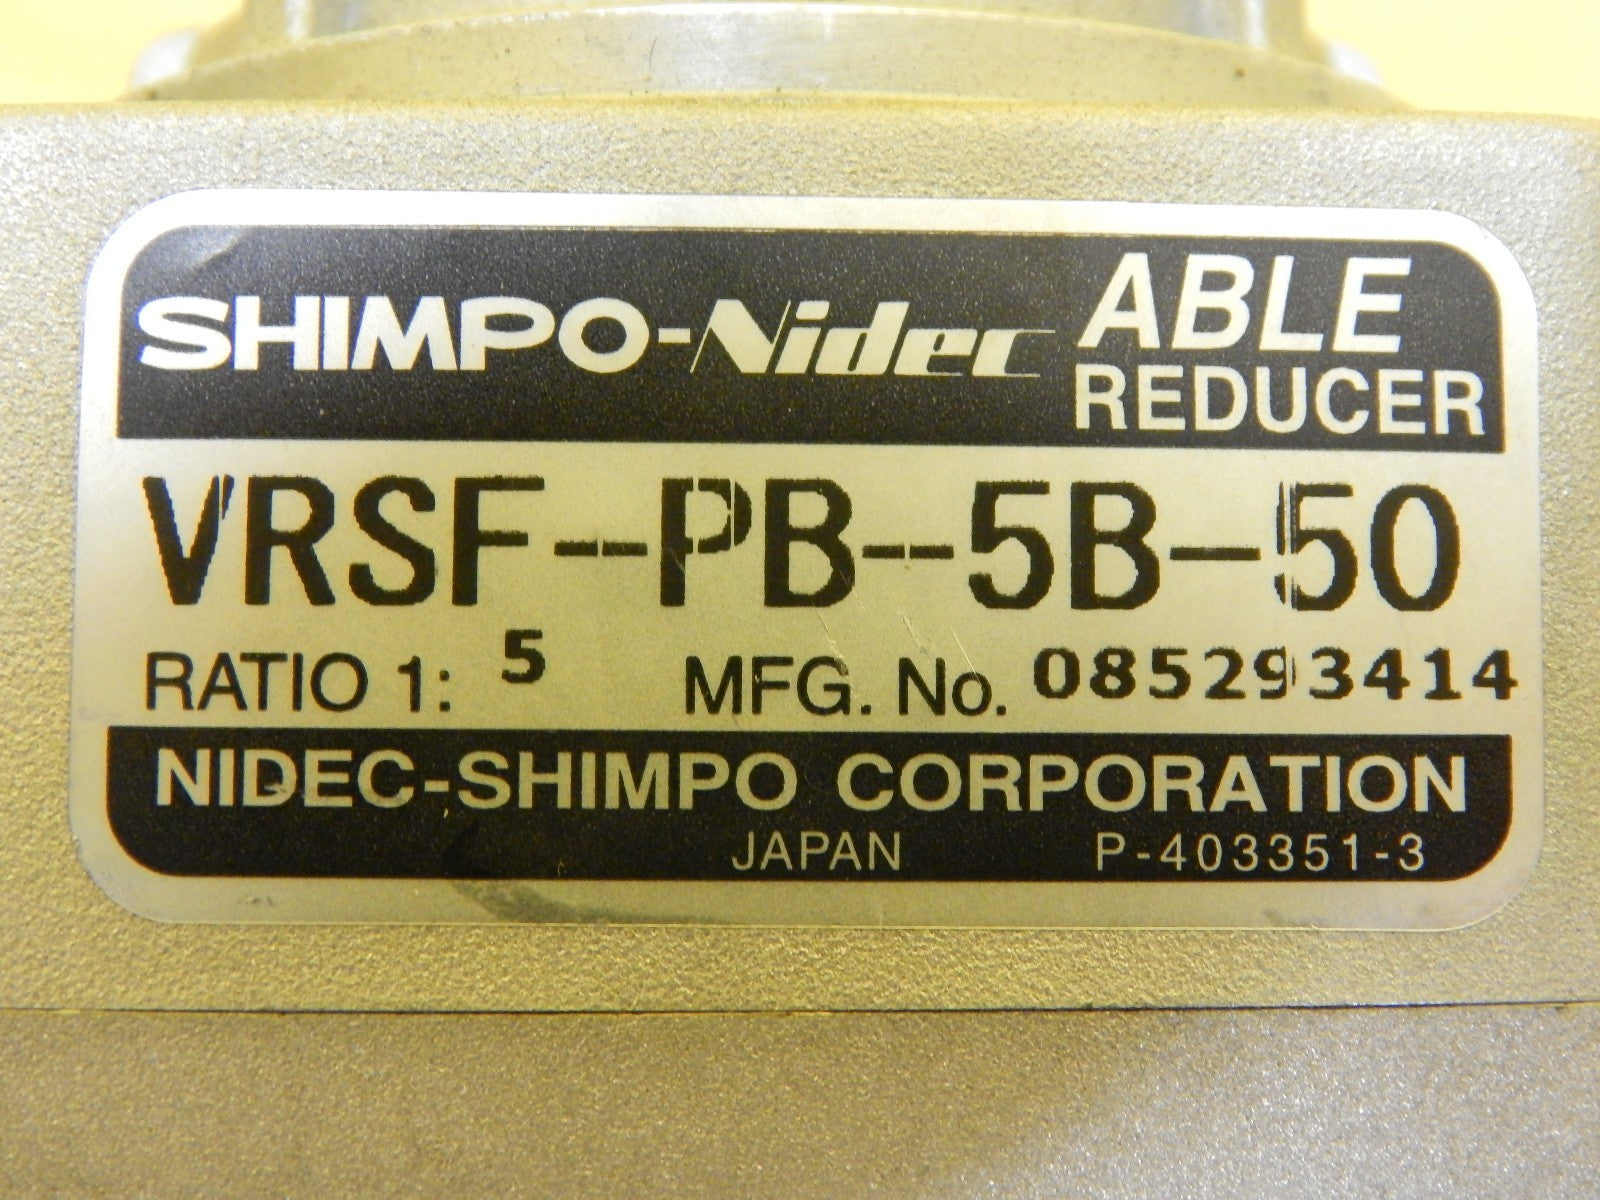 SHIMPO-Nidec ABLE
REDUCER
VRSF-PB-5B-50
RATIO 1: 5 MFG. No. 085293414
NIDEC-SHIMPO CORPORATION
JAPAN P-403351-3